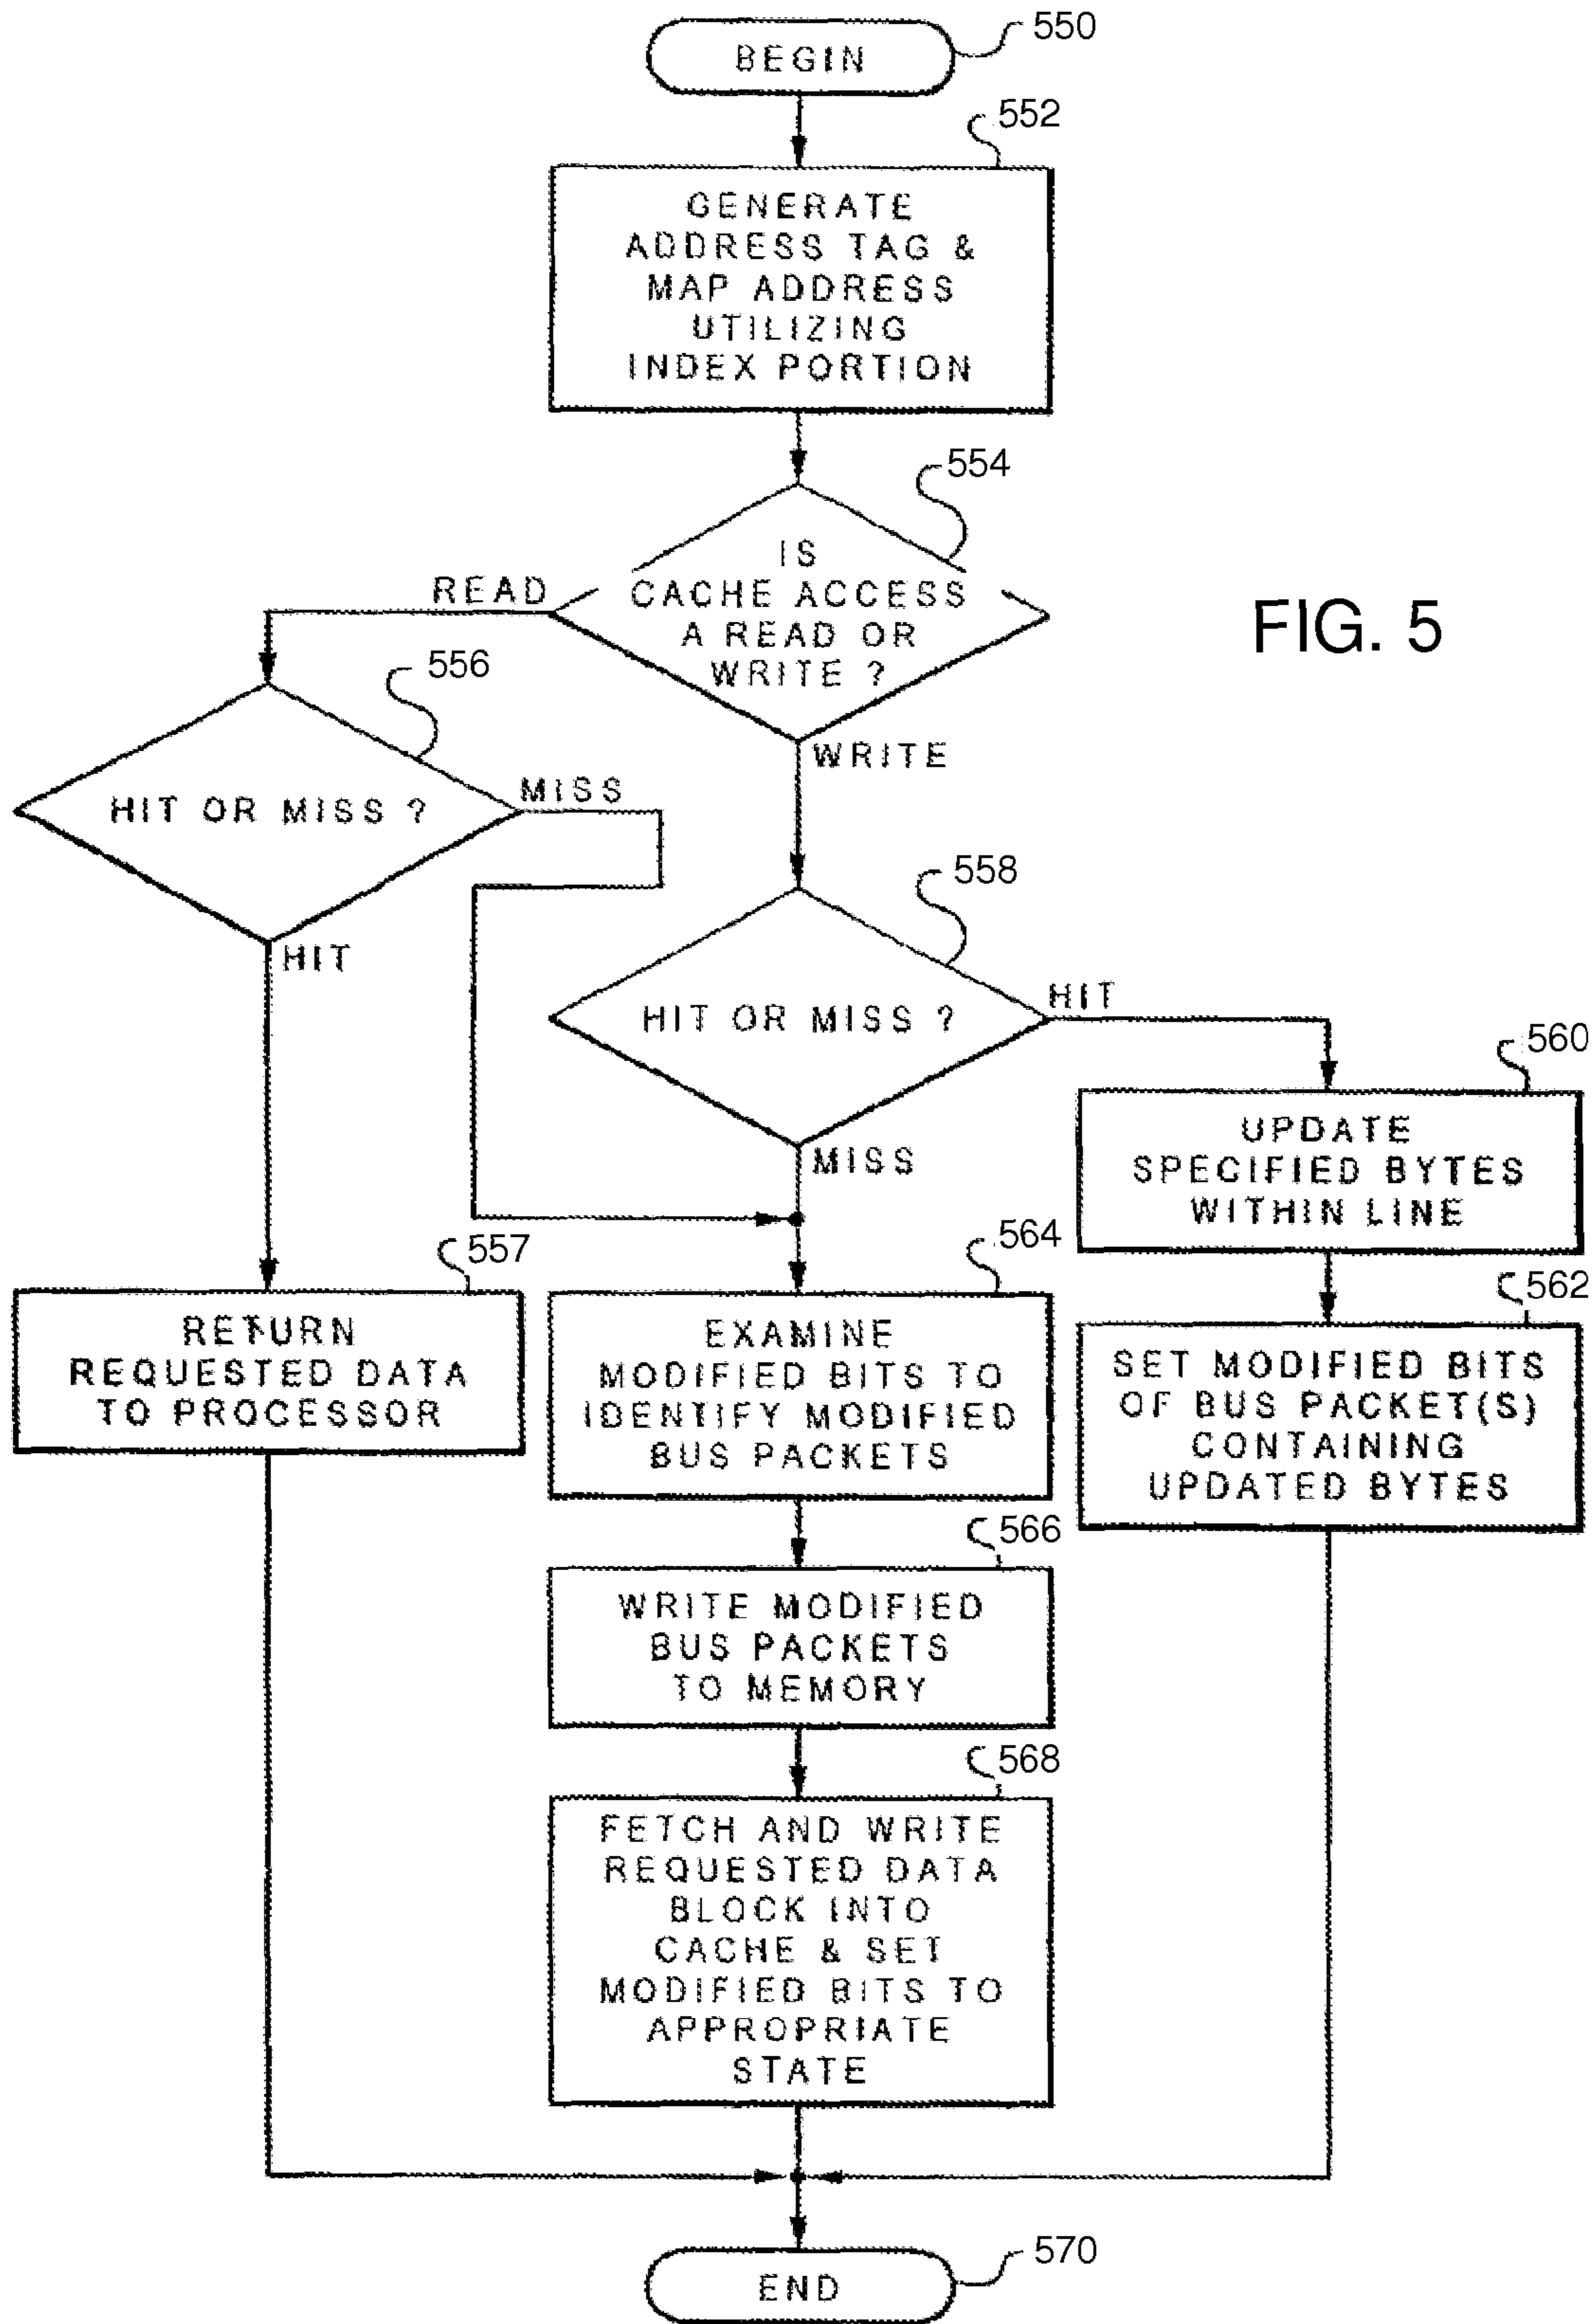 550
BEGIN
552
GENERATE
ADDRESS TAG &
MAP ADDRESS
UTILIZING
INDEX PORTION
554
IS
CACHE ACCESS
A READ OR
WRITE ?
READ
WRITE
FIG. 5
556
HIT OR MISS ?
MISS
HIT
558
HIT OR MISS ?
HIT
MISS
560
UPDATE
SPECIFIED BYTES
WITHIN LINE
557
RETURN
REQUESTED DATA
TO PROCESSOR
564
EXAMINE
MODIFIED BITS TO
IDENTIFY MODIFIED
BUS PACKETS
562
SET MODIFIED BITS
OF BUS PACKET(S)
CONTAINING
UPDATED BYTES
566
WRITE MODIFIED
BUS PACKETS
TO MEMORY
568
FETCH AND WRITE
REQUESTED DATA
BLOCK INTO
CACHE & SET
MODIFIED BITS TO
APPROPRIATE
STATE
570
END